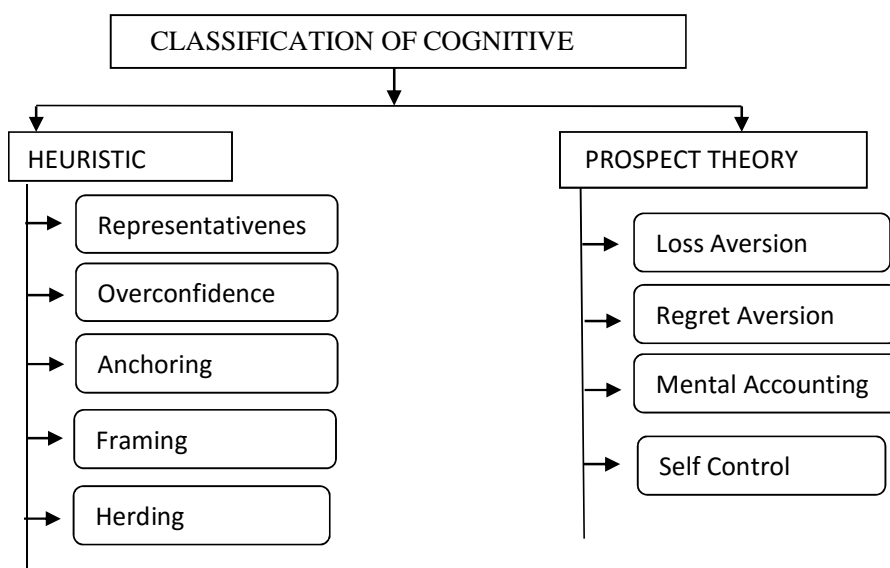 CLASSIFICATION OF COGNITIVE
HEURISTIC
Representativenes
Overconfidence
Anchoring
Framing
Herding
PROSPECT THEORY
Loss Aversion
Regret Aversion
Mental Accounting
Self Control